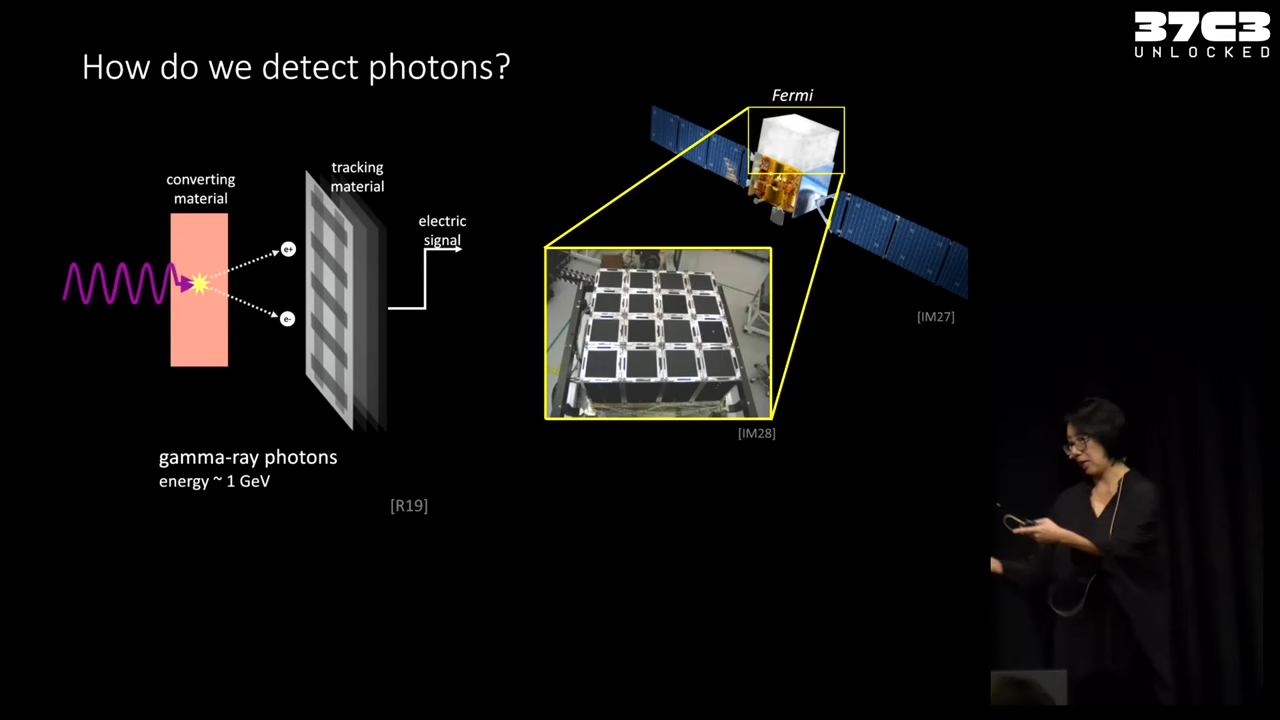 37C3
UNLOCKED
How do we detect photons?
Fermi
converting
material
tracking
material
electric
signal
e+
e-
[IM27]
[IM28]
gamma-ray photons
energy ~ 1 GeV
[R19]